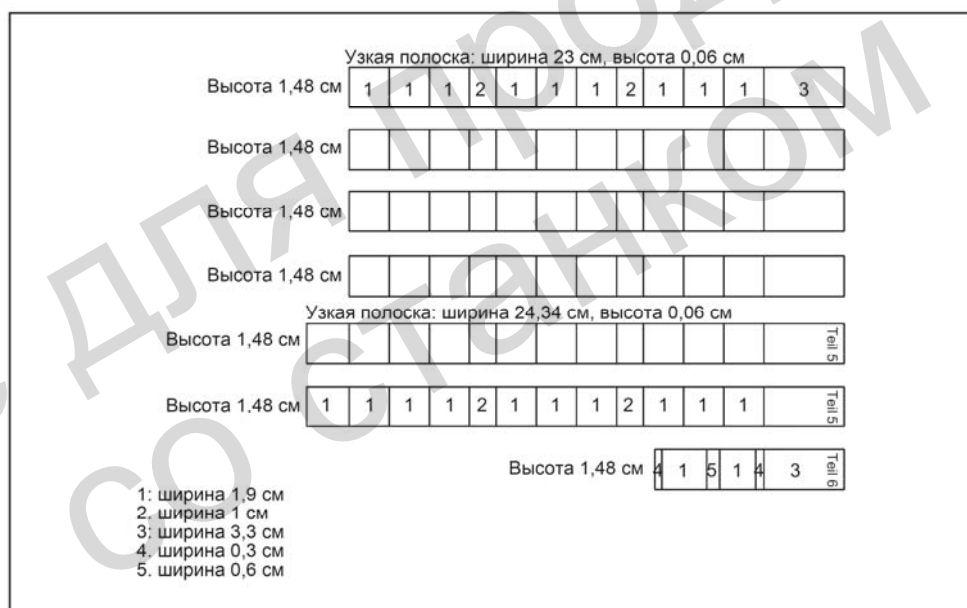 Узкая полоска: ширина 23 см, высота 0,06 см
Высота 1,48 см 1 1 1 2 1 1 1 2 1 1 1 3
Высота 1,48 см
Высота 1,48 см
Высота 1,48 см
Узкая полоска: ширина 24,34 см, высота 0,06 см
Высота 1,48 см Teil 5
Высота 1.48 см 1 1 1 1 2 1 1 1 2 1 1 1 Teil 5
Высота 1,48 см 4 1 5 1 4 3 Teil 6
1: ширина 1,9 см
2. ширина 1 см
3: ширина 3,3 см
4. ширина 0,3 см
5. ширина 0,6 см
для прод
со станком